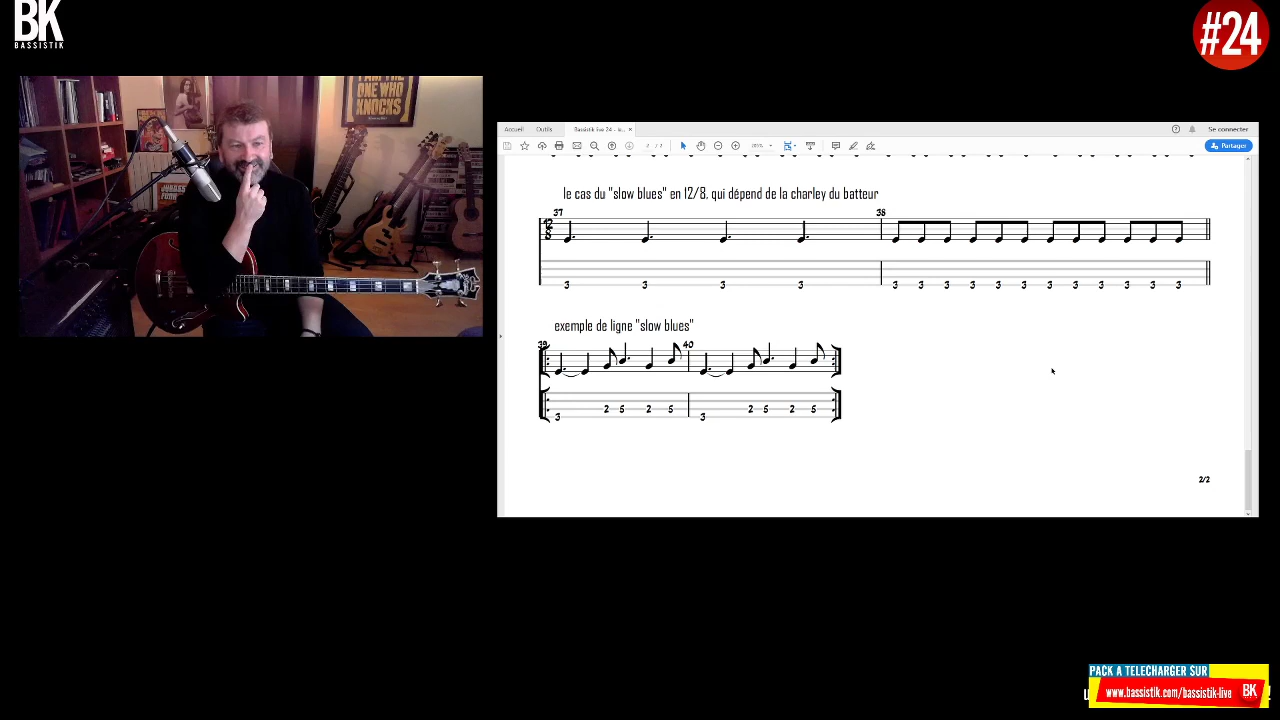 BK
BASSISTIK
#24
I AM THE
ONE WHO
KNOCKS
Accueil Outils Bassistik live 24 - le... × Se connecter
Partager
le cas du "slow blues" en 12/8, qui dépend de la charley du batteur
37 38
12
8
3 3 3 3 3 3 3 3 3 3 3 3 3 3 3 3
exemple de ligne "slow blues"
39 40
3 2 5 2 5 3 2 5 2 5
2/2
PACK A TELECHARGER SUR
www.bassistik.com/bassistik-live BK